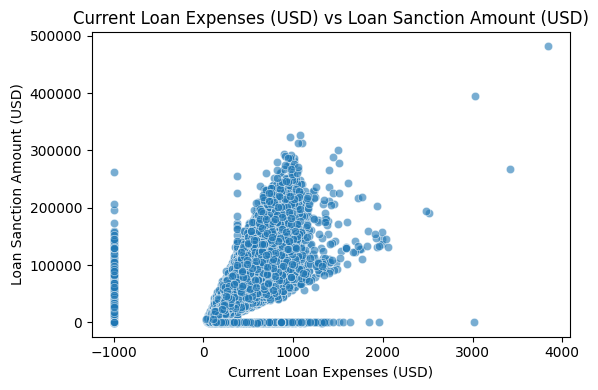 Current Loan Expenses (USD) vs Loan Sanction Amount (USD)
500000
400000
300000
200000
100000
0
Loan Sanction Amount (USD)
−1000 0 1000 2000 3000 4000
Current Loan Expenses (USD)